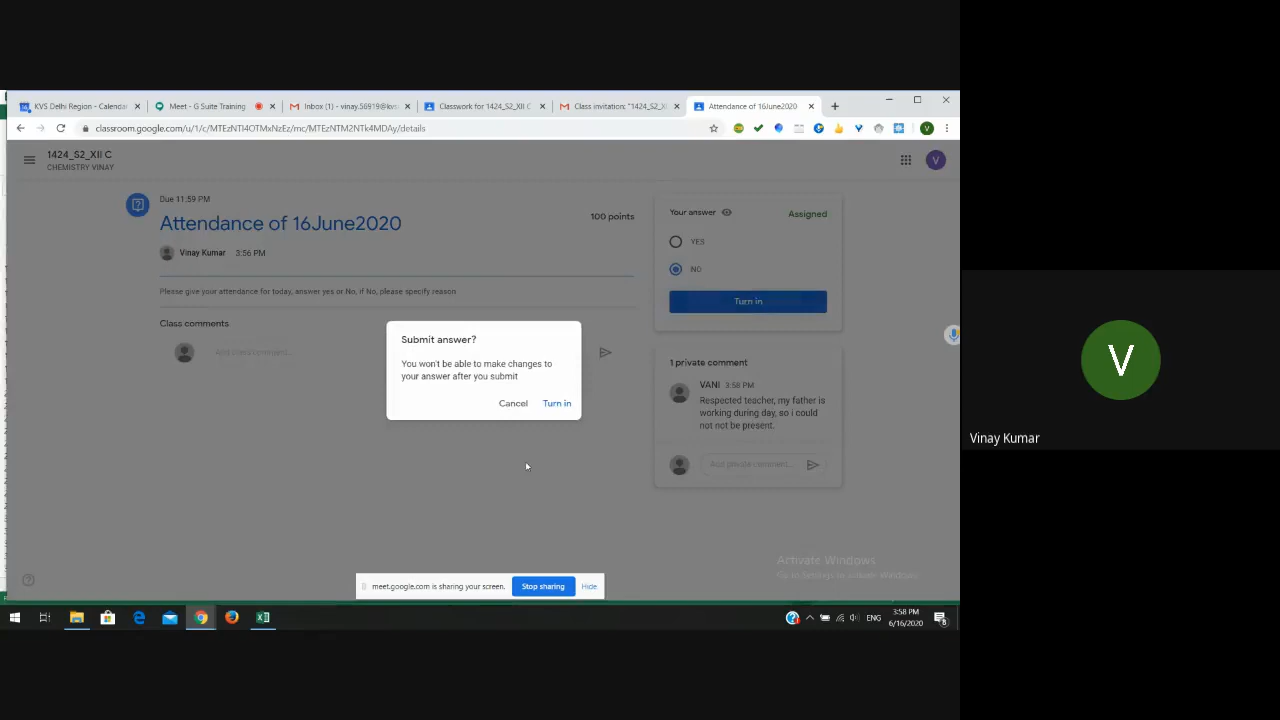 KVS Delhi Region - Calenda
Meet - G Suite Training
Inbox (1) - vinay.56919@kvs
Classwork for 1424_S2_XII C
Class invitation: "1424_S2_XI
Attendance of 16June2020
classroom.google.com/u/1/c/MTEzNTI4OTMxNzEz/mc/MTEzNTM2NTk4MDAy/details
V
1424_S2_XII C
CHEMISTRY VINAY
V
Due 11:59 PM
Attendance of 16June2020
100 points
Vinay Kumar 3:56 PM
Please give your attendance for today, answer yes or No, if No, please specify reason
Class comments
Add class comment...
Your answer
Assigned
YES
NO
Turn in
Submit answer?
You won't be able to make changes to
your answer after you submit
Cancel Turn in
1 private comment
VANI 3:58 PM
Respected teacher, my father is
working during day, so i could
not not be present.
Add private comment...
Activate Windows
Go to Settings to activate Windows.
meet.google.com is sharing your screen.
Stop sharing
Hide
ENG
3:58 PM
6/16/2020
V
Vinay Kumar